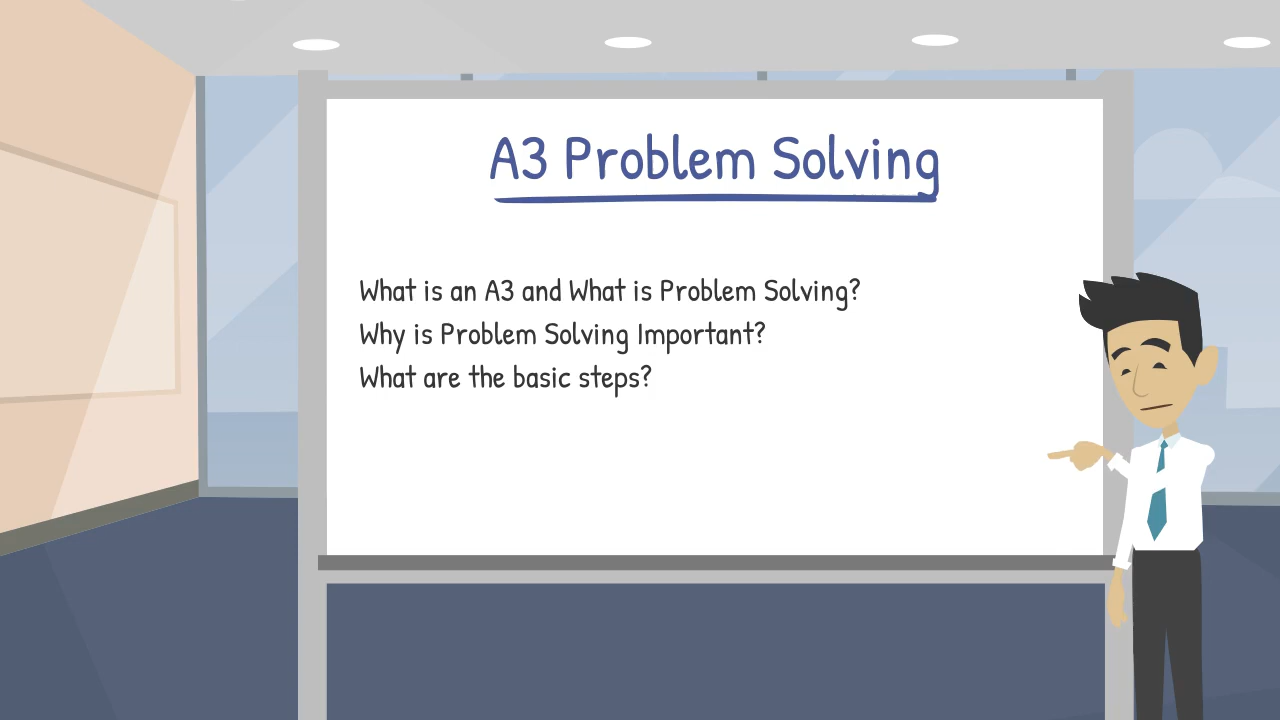 A3 Problem Solving
What is an A3 and What is Problem Solving?
Why is Problem Solving Important?
What are the basic steps?